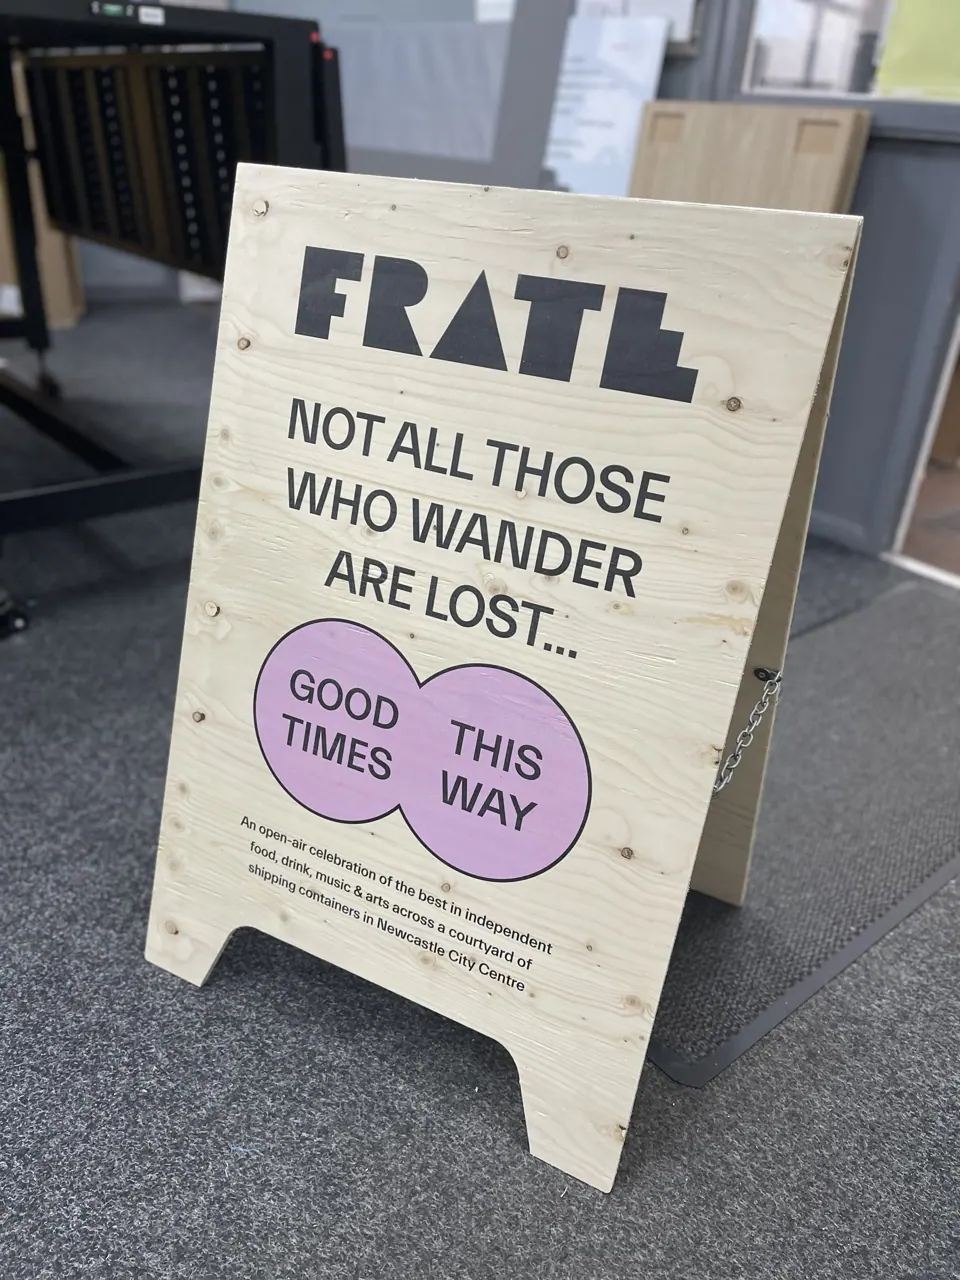 FRATE
NOT ALL THOSE
WHO WANDER
ARE LOST...
GOOD
TIMES
THIS
WAY
An open-air celebration of the best in independent
food, drink, music & arts across a courtyard of
shipping containers in Newcastle City Centre